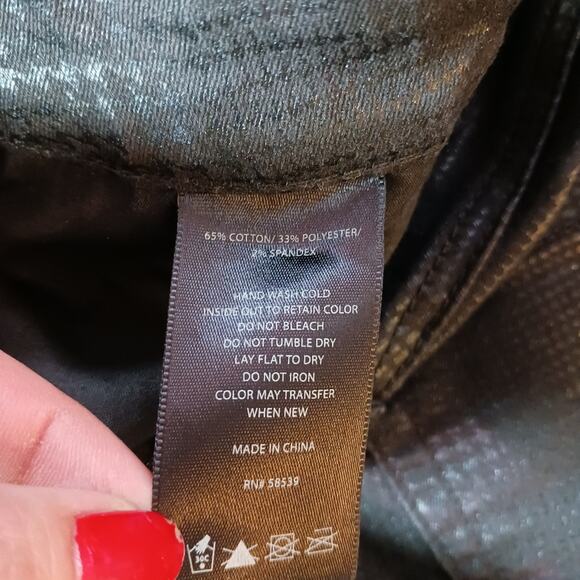 65% COTTON/ 33% POLYESTER/
2% SPANDEX
HAND WASH COLD
INSIDE OUT TO RETAIN COLOR
DO NOT BLEACH
DO NOT TUMBLE DRY
LAY FLAT TO DRY
DO NOT IRON
COLOR MAY TRANSFER
WHEN NEW
MADE IN CHINA
RN# 58539
30C